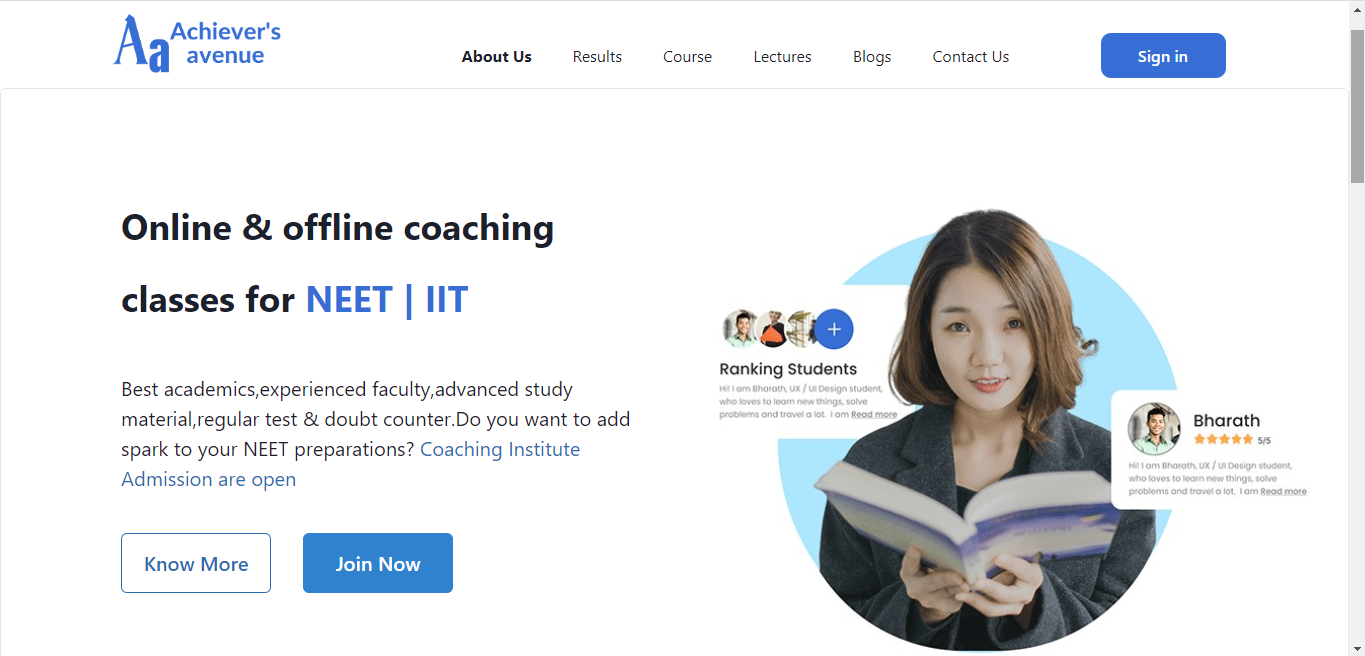 Aa
Achiever's
avenue
About Us
Results
Course
Lectures
Blogs
Contact Us
Sign in
Online & offline coaching
classes for NEET | IIT
Best academics,experienced faculty,advanced study
material,regular test & doubt counter.Do you want to add
spark to your NEET preparations? Coaching Institute
Admission are open
Know More
Join Now
+
Ranking Students
Hi! I am Bharath, UX / UI Design student,
who loves to learn new things, solve
problems and travel a lot. I am Read more
Bharath
5/5
Hi! I am Bharath, UX / UI Design student,
who loves to learn new things, solve
problems and travel a lot. I am Read more